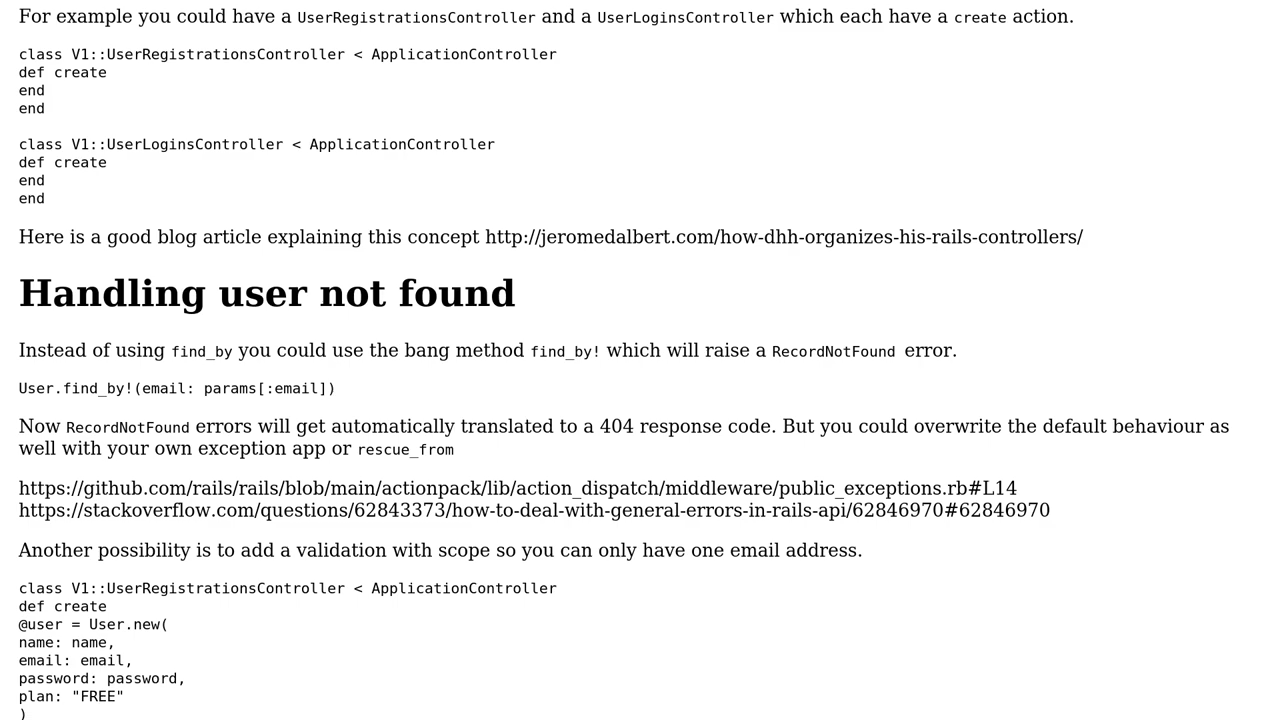 For example you could have a UserRegistrationsController and a UserLoginsController which each have a create action.
class V1::UserRegistrationsController < ApplicationController
def create
end
end
class V1::UserLoginsController < ApplicationController
def create
end
end
Here is a good blog article explaining this concept http://jeromedalbert.com/how-dhh-organizes-his-rails-controllers/
Handling user not found
Instead of using find_by you could use the bang method find_by! which will raise a RecordNotFound error.
User.find_by!(email: params[:email])
Now RecordNotFound errors will get automatically translated to a 404 response code. But you could overwrite the default behaviour as
well with your own exception app or rescue_from
https://github.com/rails/rails/blob/main/actionpack/lib/action_dispatch/middleware/public_exceptions.rb#L14
https://stackoverflow.com/questions/62843373/how-to-deal-with-general-errors-in-rails-api/62846970#62846970
Another possibility is to add a validation with scope so you can only have one email address.
class V1::UserRegistrationsController < ApplicationController
def create
@user = User.new(
name: name,
email: email,
password: password,
plan: "FREE"
)